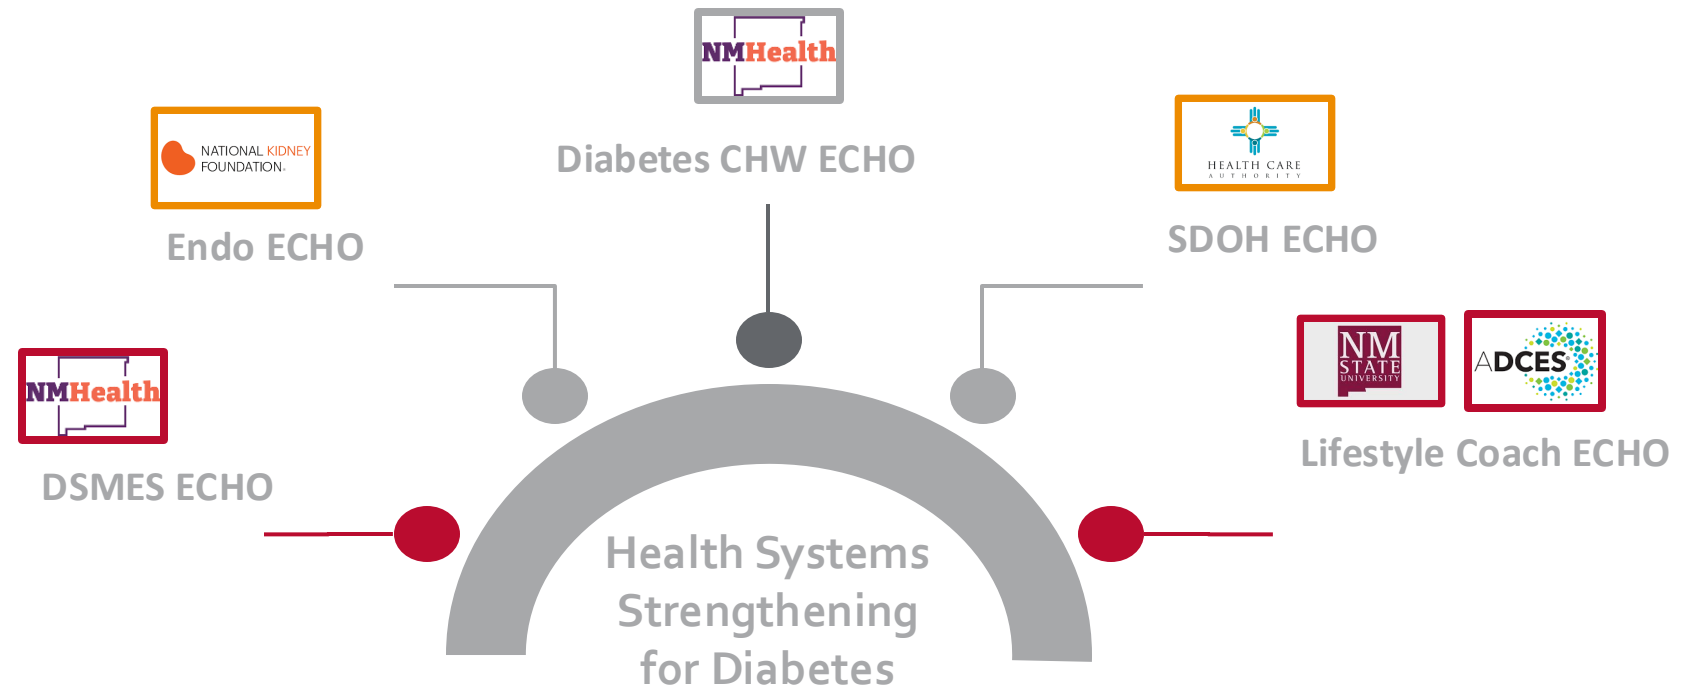 NMHealth
Diabetes CHW ECHO
NATIONAL KIDNEY
FOUNDATION
Endo ECHO
HEALTH CARE
AUTHORITY
SDOH ECHO
NMHealth
DSMES ECHO
NM
STATE
UNIVERSITY
ADCES®
Lifestyle Coach ECHO
Health Systems
Strengthening
for Diabetes